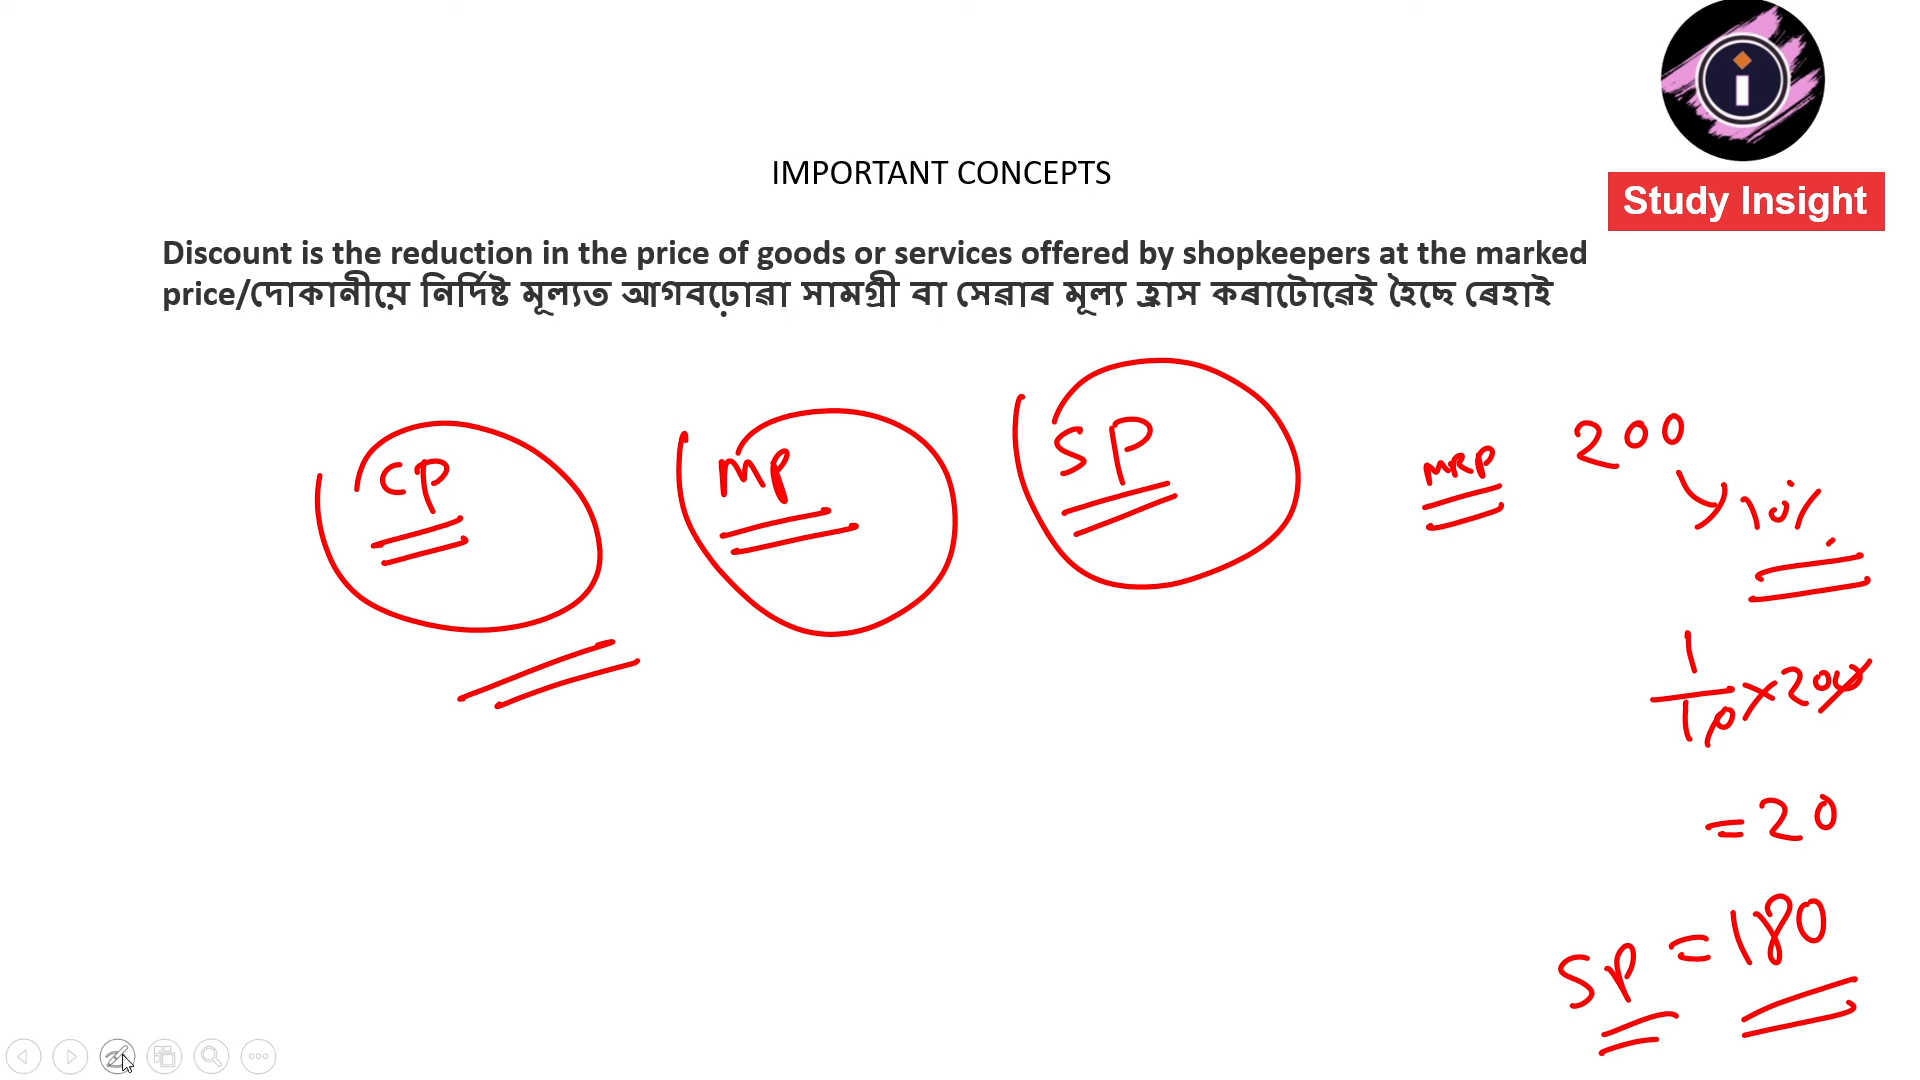 IMPORTANT CONCEPTS
Study Insight
Discount is the reduction in the price of goods or services offered by shopkeepers at the marked
price/দোকানীয়ে নিৰ্দিষ্ট মূল্যত আগবঢ়োৱা সামগ্ৰী বা সেৱাৰ মূল্য হ্ৰাস কৰাটোৱেই হৈছে ৰেহাই
CP MP SP MRP 200
10%
1/10 × 200
= 20
SP = 180